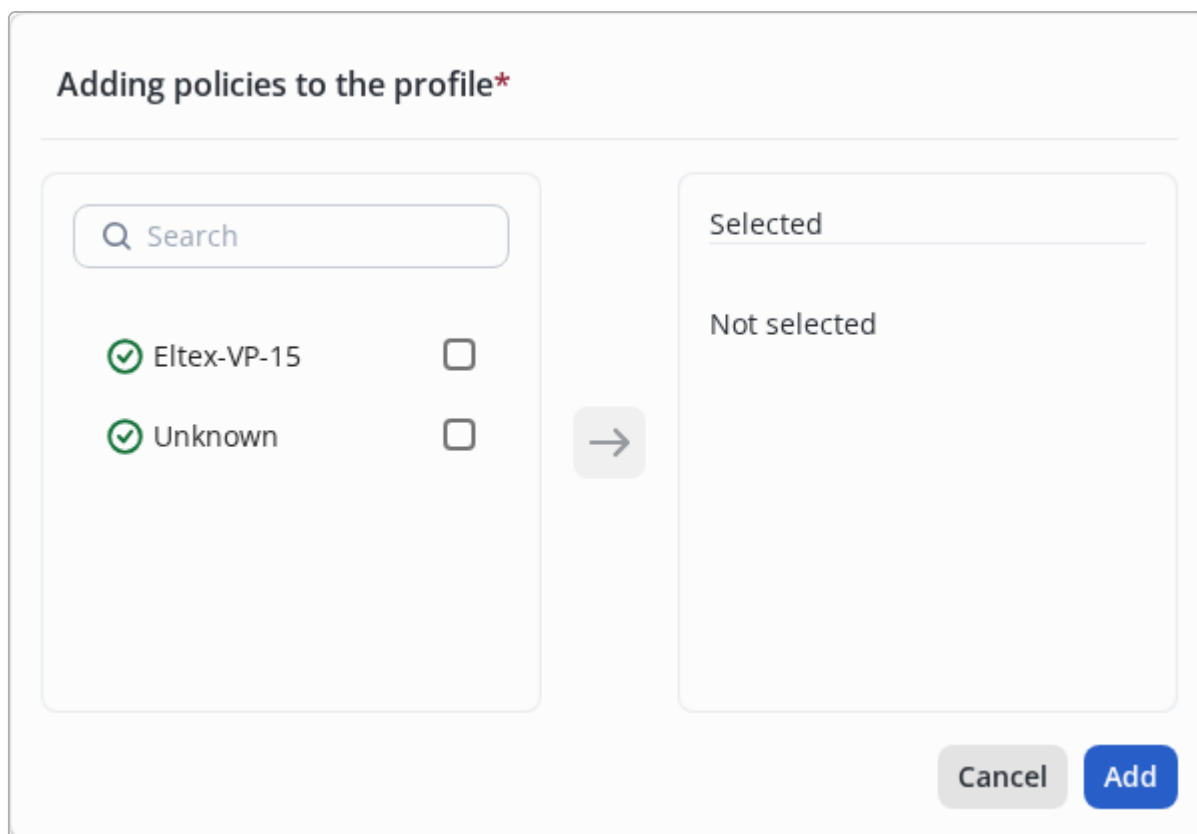 Adding policies to the profile*
Search
Eltex-VP-15
Unknown
Selected
Not selected
Cancel
Add